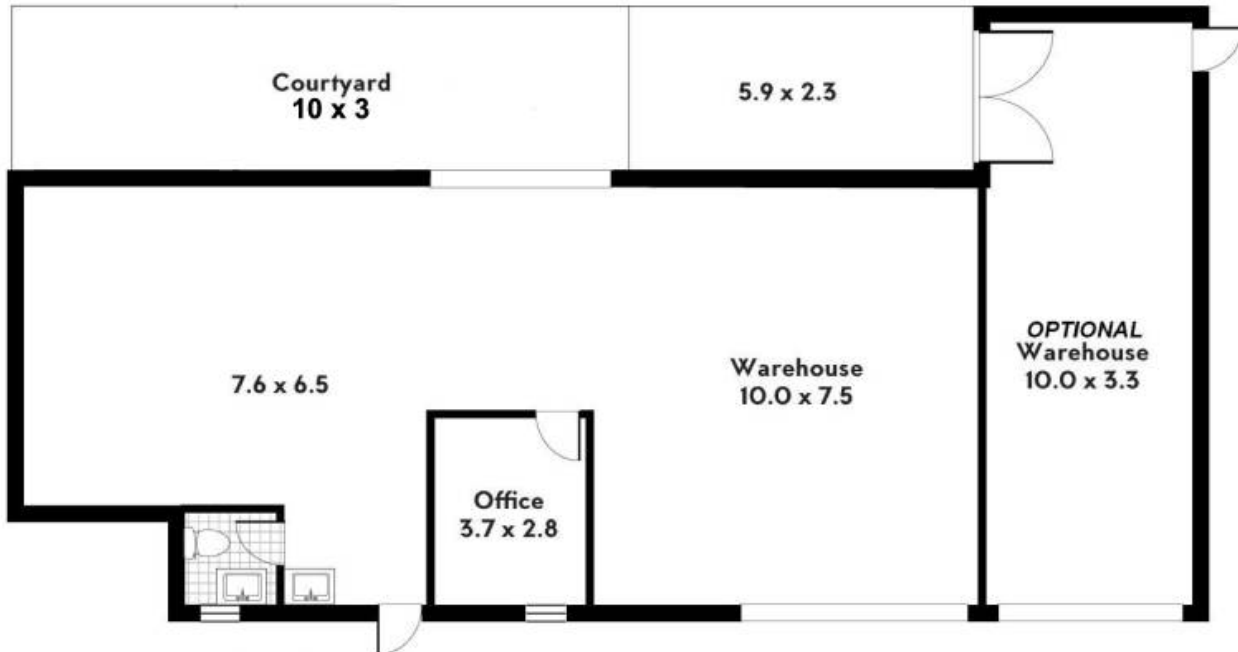 Courtyard
10 x 3
5.9 x 2.3
7.6 x 6.5
Warehouse
10.0 x 7.5
OPTIONAL
Warehouse
10.0 x 3.3
Office
3.7 x 2.8